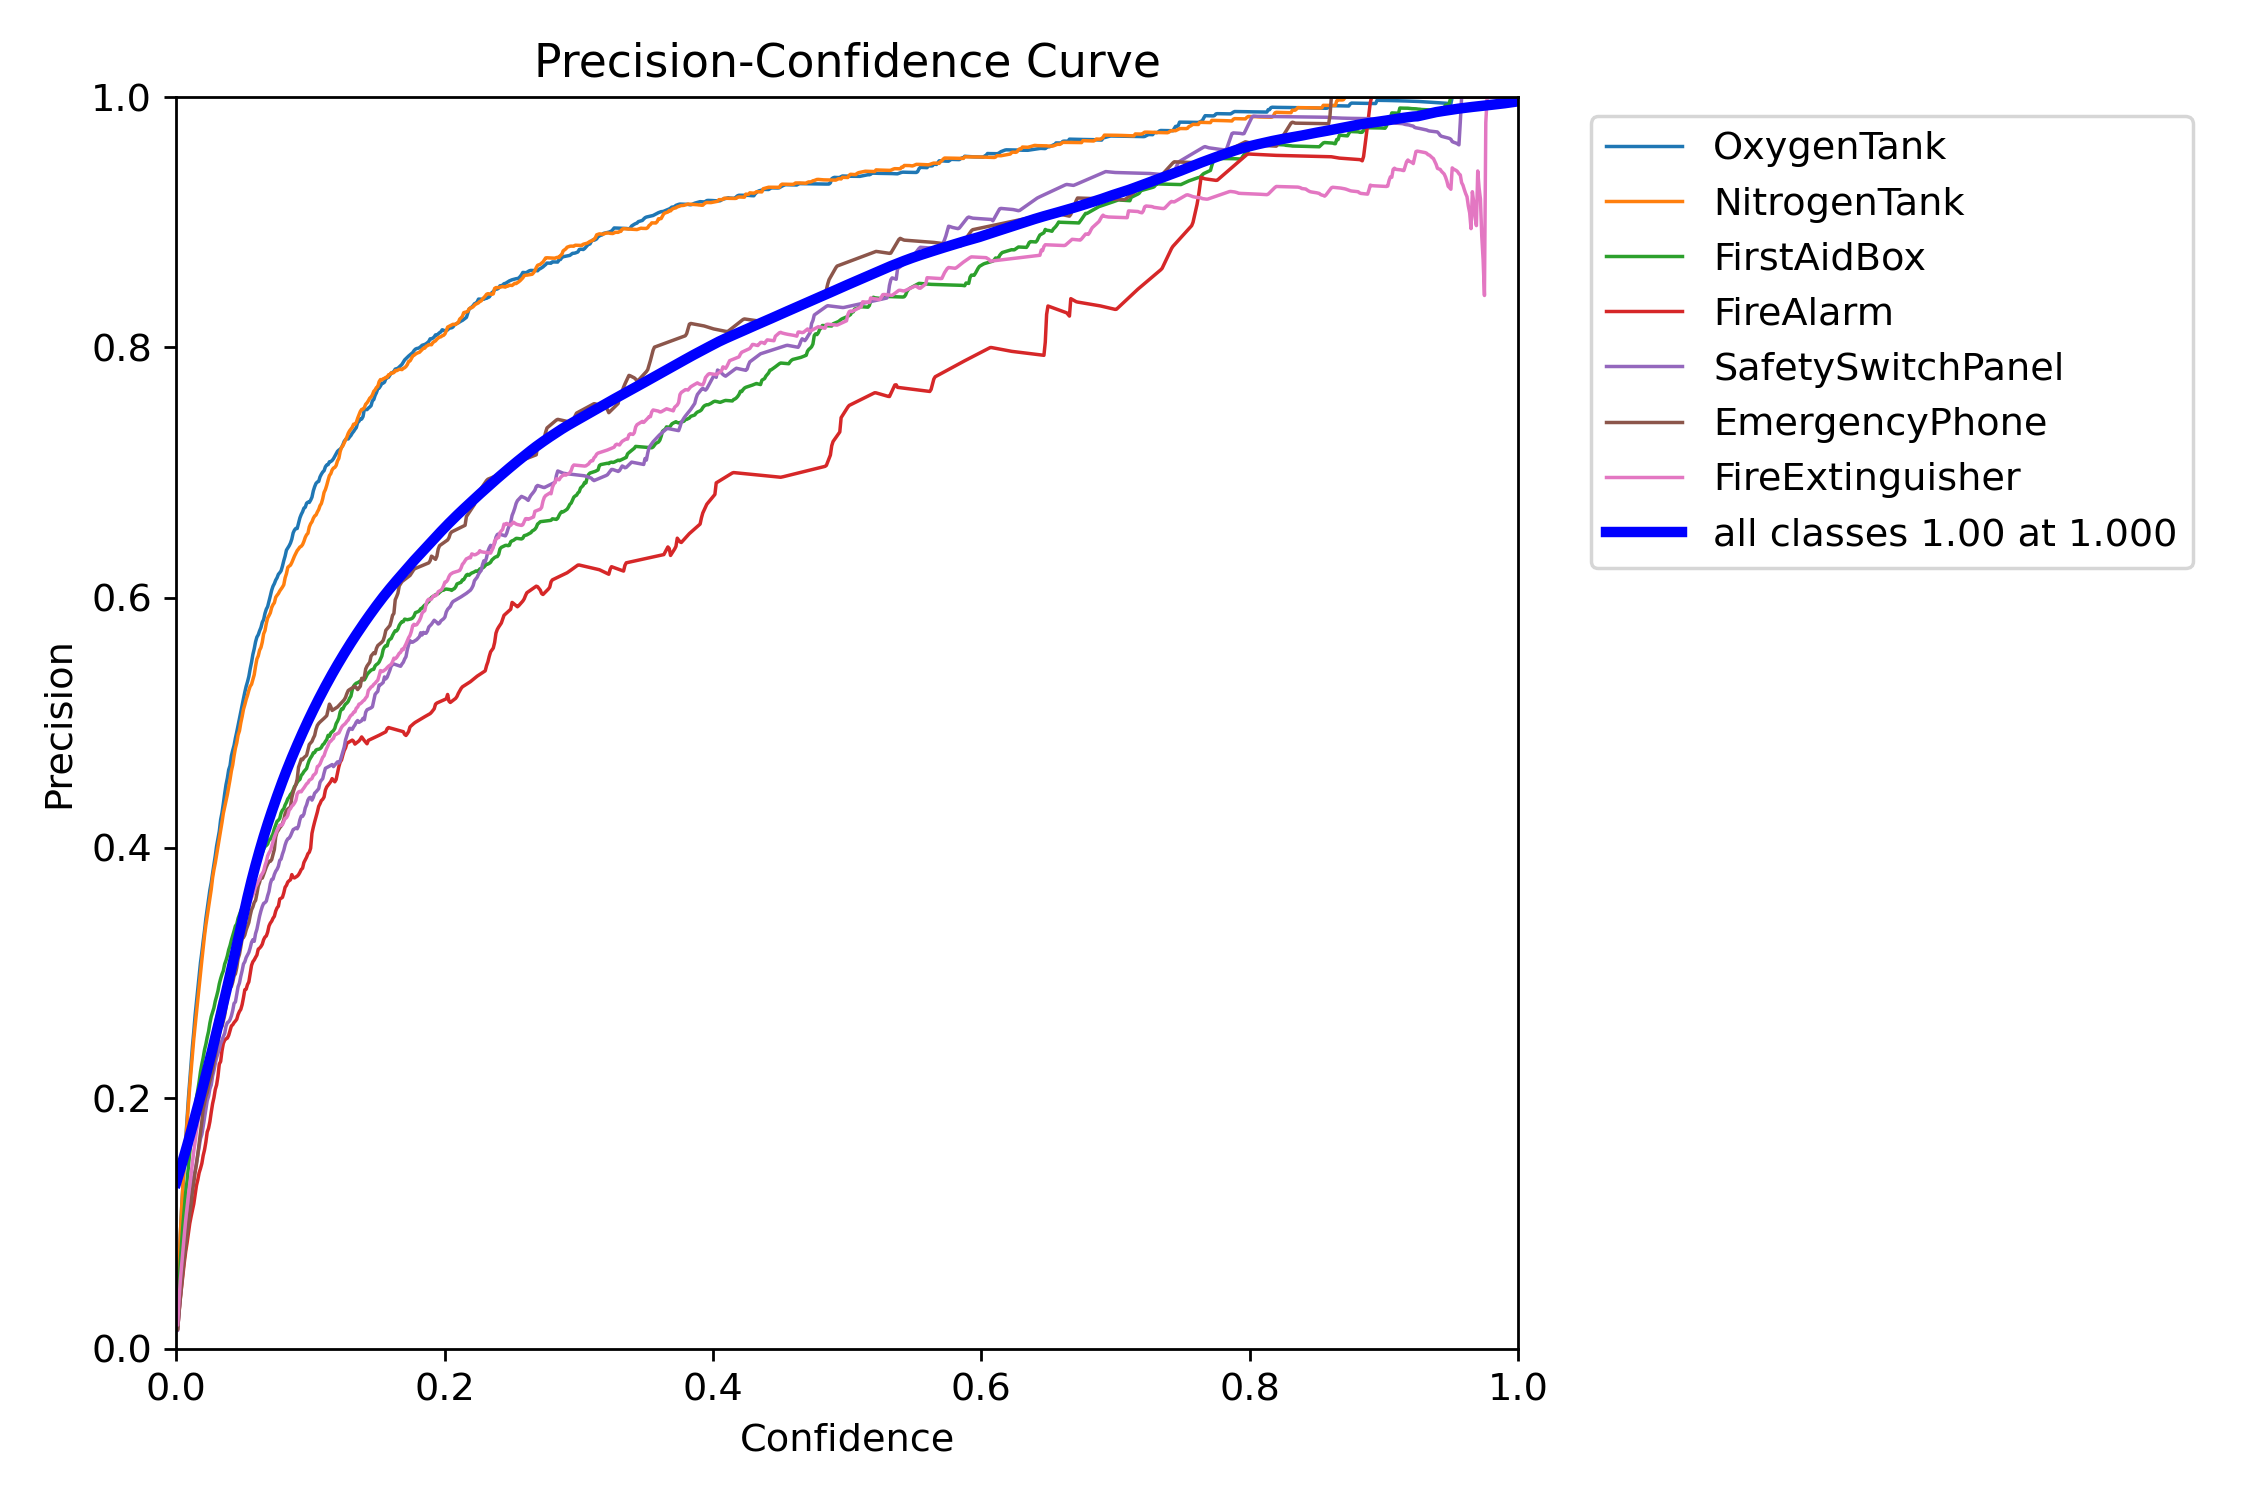 Precision-Confidence Curve
1.0
0.8
0.6
0.4
0.2
0.0
Precision
0.0 0.2 0.4 0.6 0.8 1.0
Confidence
OxygenTank
NitrogenTank
FirstAidBox
FireAlarm
SafetySwitchPanel
EmergencyPhone
FireExtinguisher
all classes 1.00 at 1.000